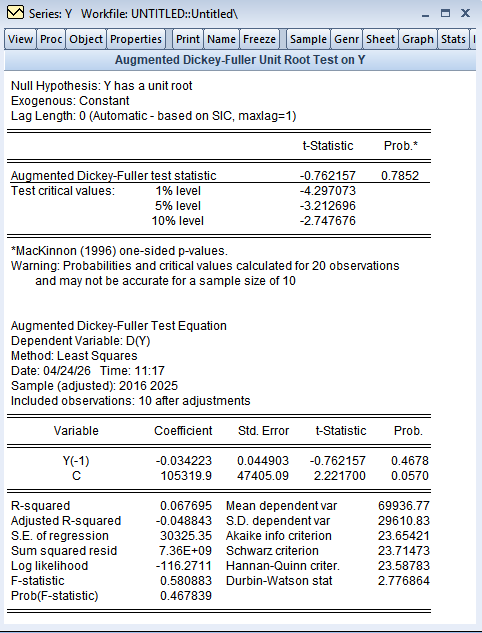 Series: Y Workfile: UNTITLED::Untitled\
View Proc Object Properties Print Name Freeze Sample Genr Sheet Graph Stats
Augmented Dickey-Fuller Unit Root Test on Y
Null Hypothesis: Y has a unit root
Exogenous: Constant
Lag Length: 0 (Automatic - based on SIC, maxlag=1)
t-Statistic Prob.*
Augmented Dickey-Fuller test statistic -0.762157 0.7852
Test critical values: 1% level -4.297073
5% level -3.212696
10% level -2.747676
*MacKinnon (1996) one-sided p-values.
Warning: Probabilities and critical values calculated for 20 observations
and may not be accurate for a sample size of 10
Augmented Dickey-Fuller Test Equation
Dependent Variable: D(Y)
Method: Least Squares
Date: 04/24/26 Time: 11:17
Sample (adjusted): 2016 2025
Included observations: 10 after adjustments
Variable Coefficient Std. Error t-Statistic Prob.
Y(-1) -0.034223 0.044903 -0.762157 0.4678
C 105319.9 47405.09 2.221700 0.0570
R-squared 0.067695 Mean dependent var 69936.77
Adjusted R-squared -0.048843 S.D. dependent var 29610.83
S.E. of regression 30325.35 Akaike info criterion 23.65421
Sum squared resid 7.36E+09 Schwarz criterion 23.71473
Log likelihood -116.2711 Hannan-Quinn criter. 23.58783
F-statistic 0.580883 Durbin-Watson stat 2.776864
Prob(F-statistic) 0.467839